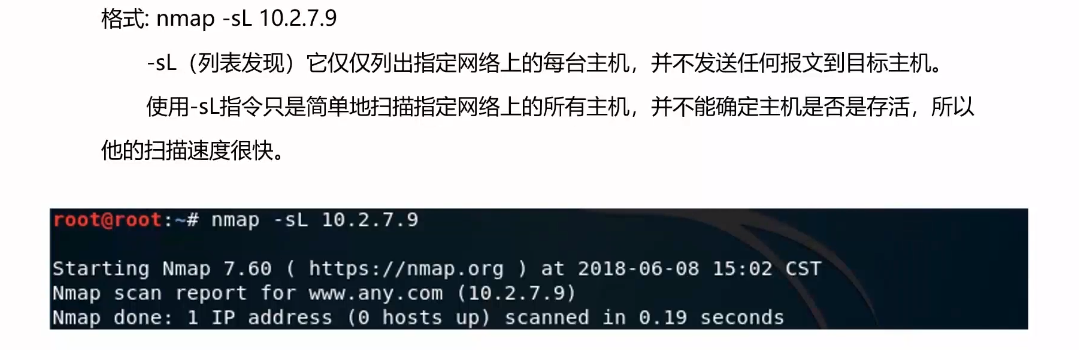 格式: nmap -sL 10.2.7.9
-sL（列表发现）它仅仅列出指定网络上的每台主机，并不发送任何报文到目标主机。
使用-sL指令只是简单地扫描指定网络上的所有主机，并不能确定主机是否是存活，所以
他的扫描速度很快。
root@root:~# nmap -sL 10.2.7.9
Starting Nmap 7.60 ( https://nmap.org ) at 2018-06-08 15:02 CST
Nmap scan report for www.any.com (10.2.7.9)
Nmap done: 1 IP address (0 hosts up) scanned in 0.19 seconds